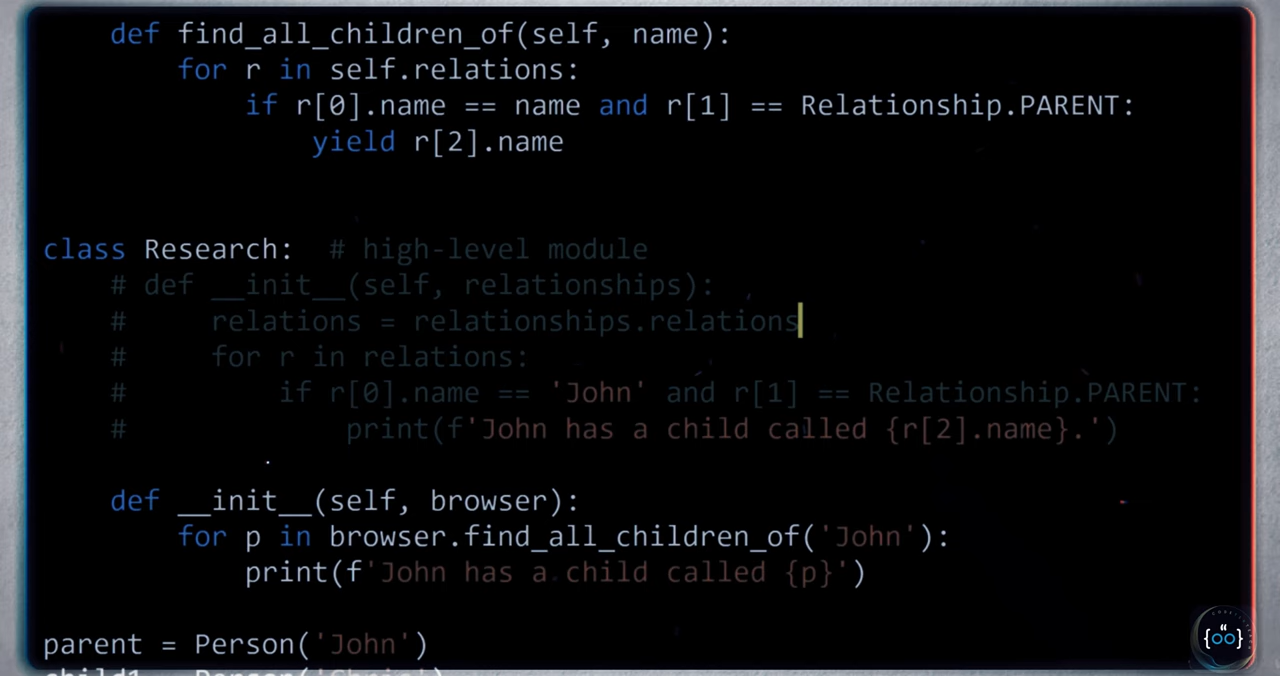 def find_all_children_of(self, name):
for r in self.relations:
if r[0].name == name and r[1] == Relationship.PARENT:
yield r[2].name
class Research:  # high-level module
# def __init__(self, relationships):
#     relations = relationships.relations
#     for r in relations:
#         if r[0].name == 'John' and r[1] == Relationship.PARENT:
#             print(f'John has a child called {r[2].name}.')
def __init__(self, browser):
for p in browser.find_all_children_of('John'):
print(f'John has a child called {p}')
parent = Person('John')
child1 = Person('Chris')